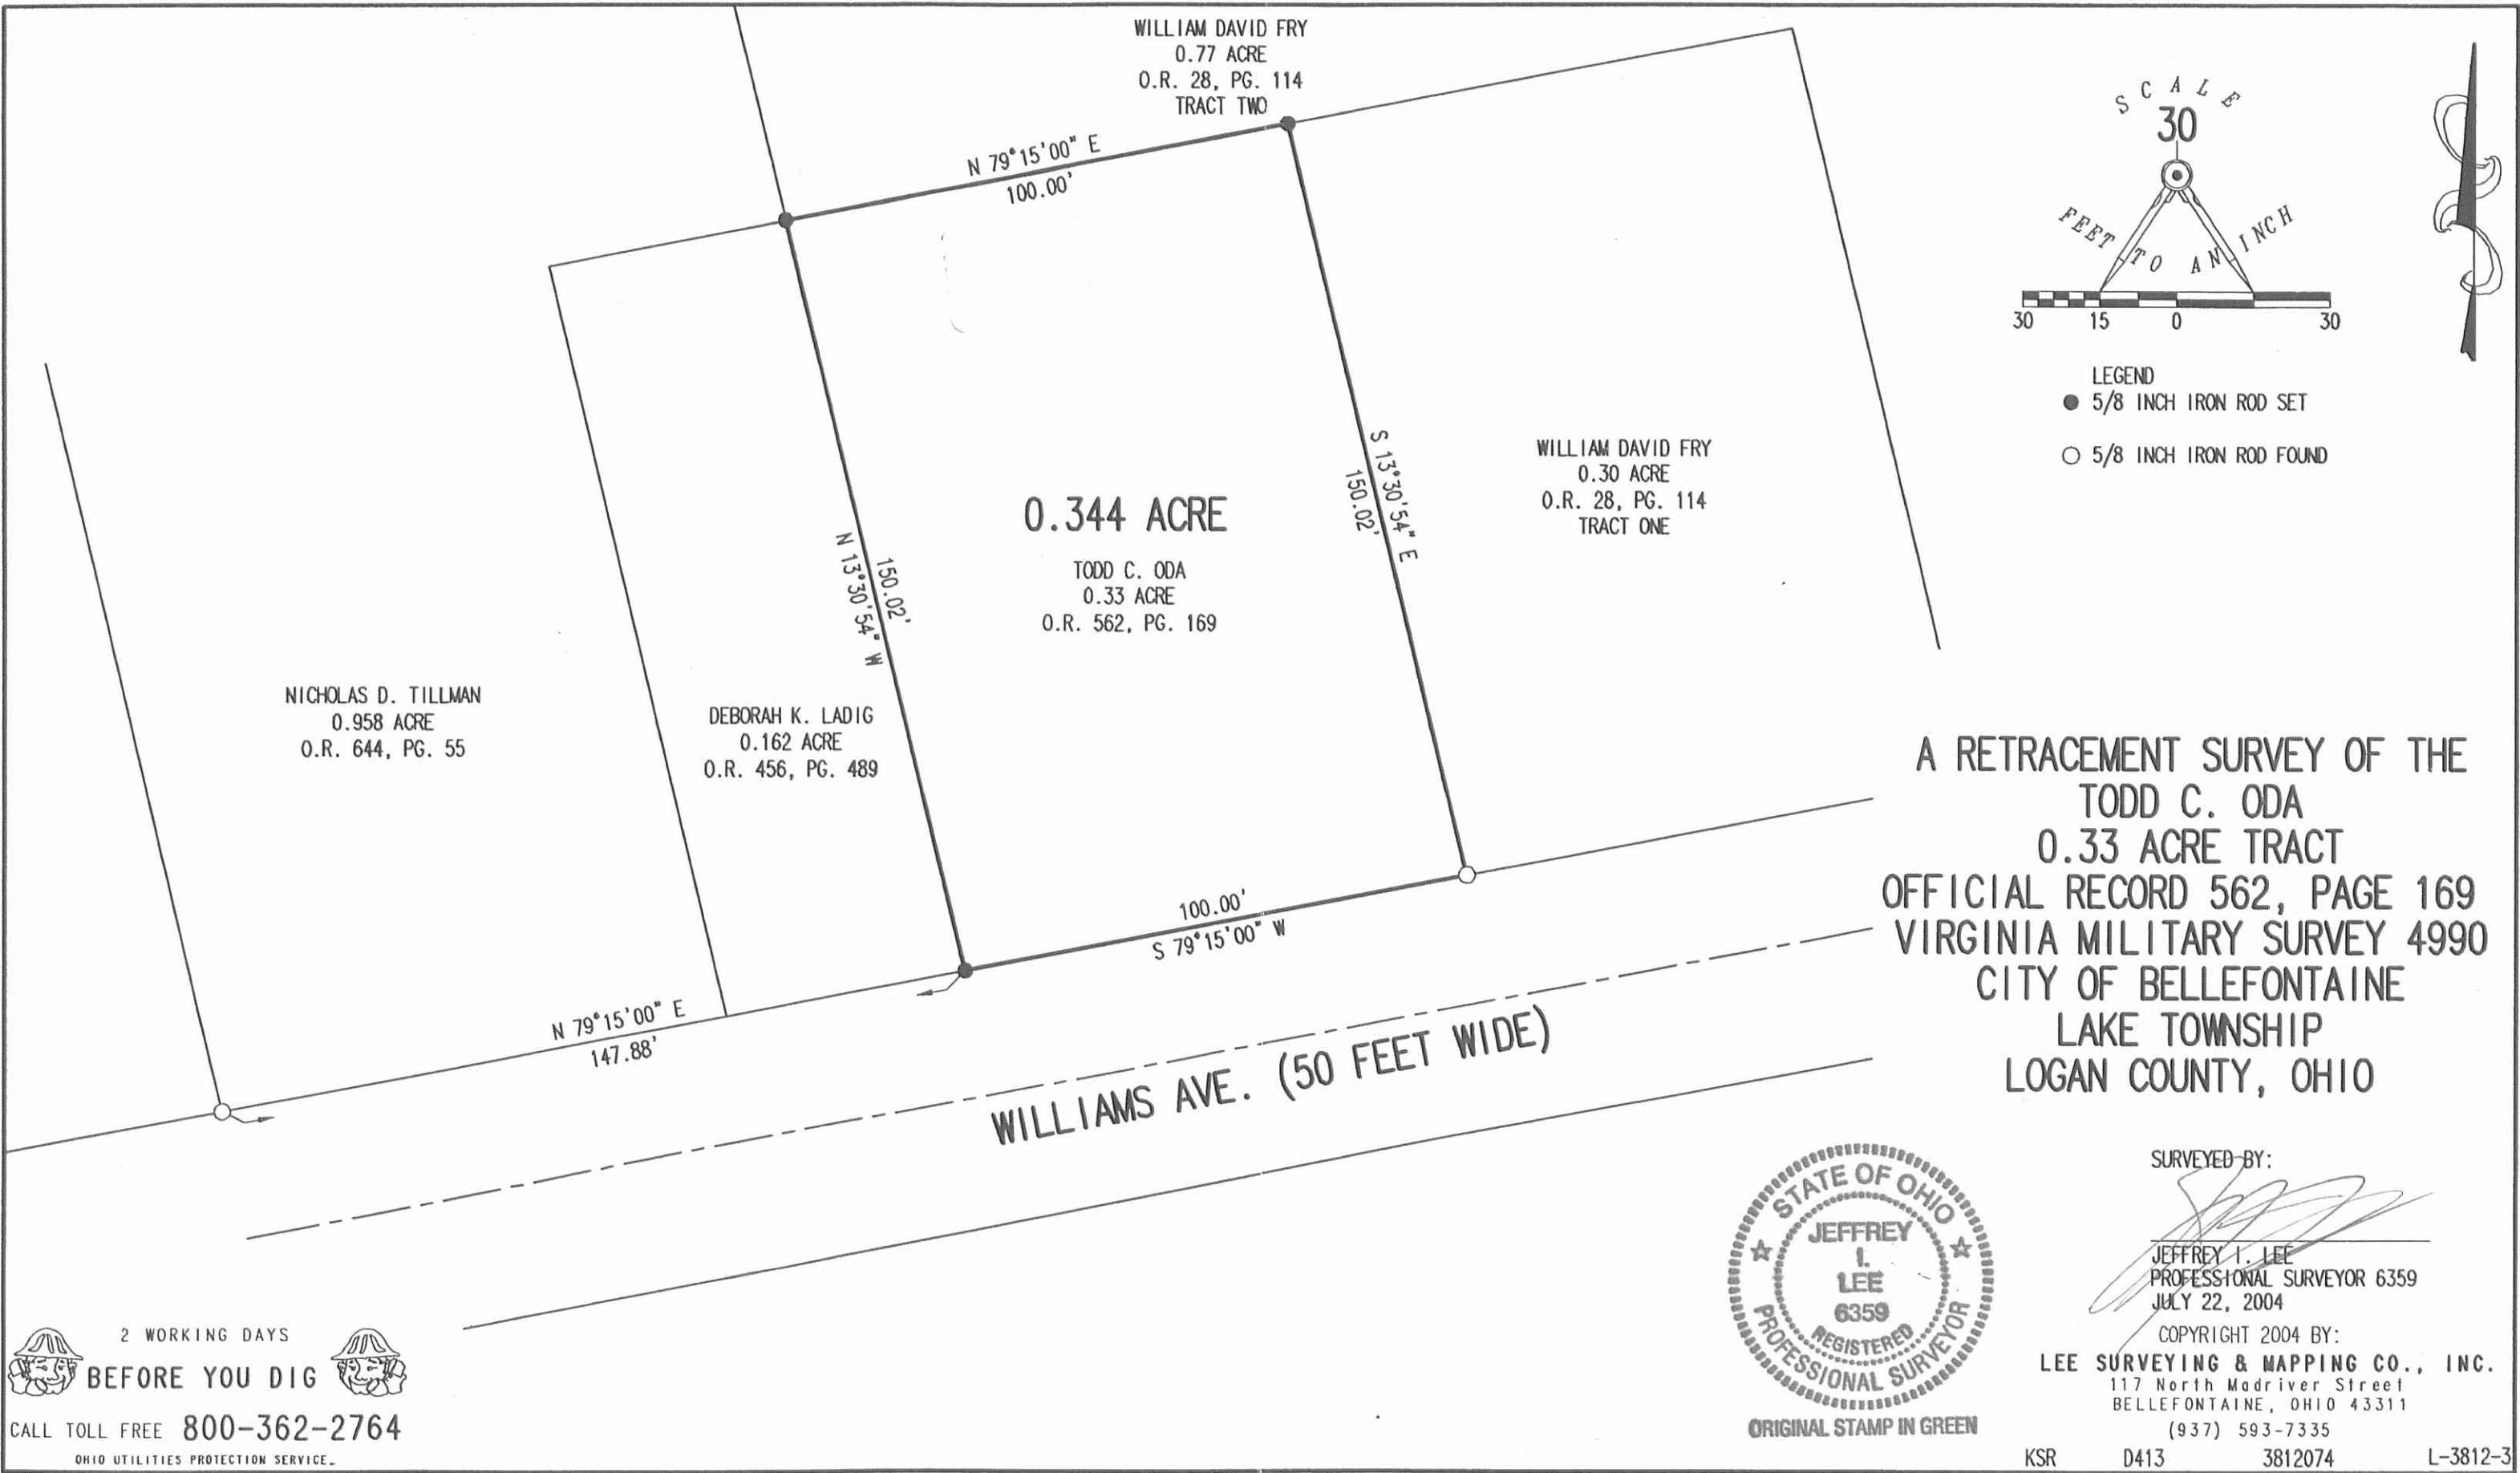 WILLIAM DAVID FRY
0.77 ACRE
O.R. 28, PG. 114
TRACT TWO
N 79°15'00" E
100.00'
SCALE
30
FEET TO AN INCH
30 15 0 30
LEGEND
5/8 INCH IRON ROD SET
5/8 INCH IRON ROD FOUND
S 13°30'54" E
150.02'
WILLIAM DAVID FRY
0.30 ACRE
O.R. 28, PG. 114
TRACT ONE
0.344 ACRE
TODD C. ODA
0.33 ACRE
O.R. 562, PG. 169
150.02'
N 13°30'54" W
NICHOLAS D. TILLMAN
0.958 ACRE
O.R. 644, PG. 55
DEBORAH K. LADIG
0.162 ACRE
O.R. 456, PG. 489
100.00'
S 79°15'00" W
N 79°15'00" E
147.88'
WILLIAMS AVE. (50 FEET WIDE)
A RETRACEMENT SURVEY OF THE
TODD C. ODA
0.33 ACRE TRACT
OFFICIAL RECORD 562, PAGE 169
VIRGINIA MILITARY SURVEY 4990
CITY OF BELLEFONTAINE
LAKE TOWNSHIP
LOGAN COUNTY, OHIO
STATE OF OHIO
JEFFREY
I.
LEE
6359
REGISTERED
PROFESSIONAL SURVEYOR
ORIGINAL STAMP IN GREEN
SURVEYED BY:
JEFFREY I. LEE
PROFESSIONAL SURVEYOR 6359
JULY 22, 2004
COPYRIGHT 2004 BY:
LEE SURVEYING & MAPPING CO., INC.
117 North Madriver Street
BELLEFONTAINE, OHIO 43311
(937) 593-7335
KSR D413 3812074 L-3812-3
2 WORKING DAYS
BEFORE YOU DIG
CALL TOLL FREE 800-362-2764
OHIO UTILITIES PROTECTION SERVICE.